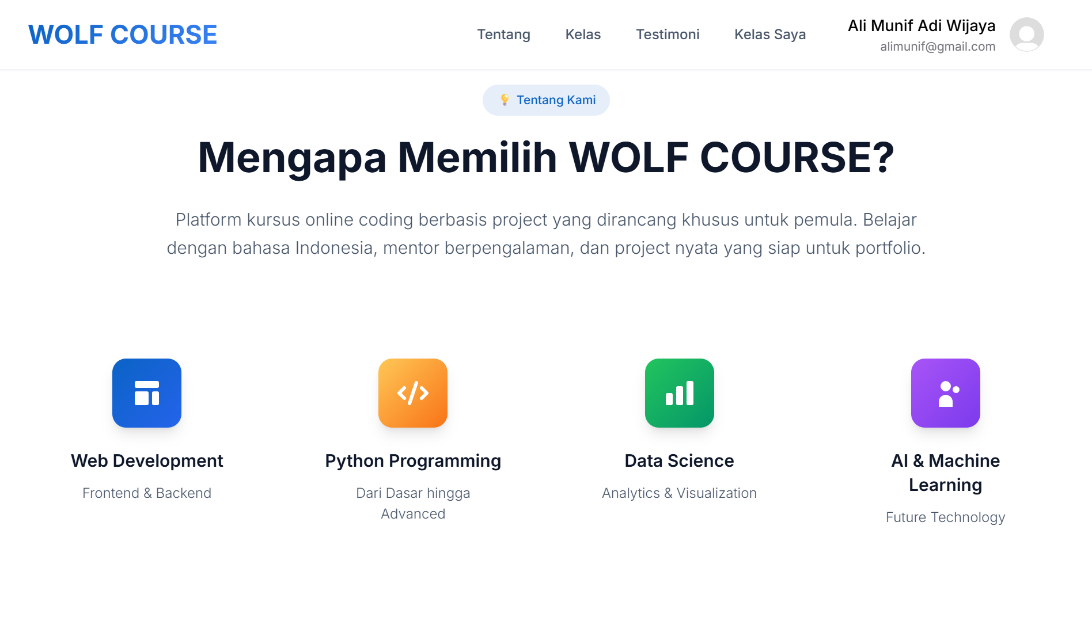 WOLF COURSE
Tentang
Kelas
Testimoni
Kelas Saya
Ali Munif Adi Wijaya
alimunif@gmail.com
Tentang Kami
Mengapa Memilih WOLF COURSE?
Platform kursus online coding berbasis project yang dirancang khusus untuk pemula. Belajar
dengan bahasa Indonesia, mentor berpengalaman, dan project nyata yang siap untuk portfolio.
Web Development
Frontend & Backend
Python Programming
Dari Dasar hingga
Advanced
Data Science
Analytics & Visualization
AI & Machine
Learning
Future Technology